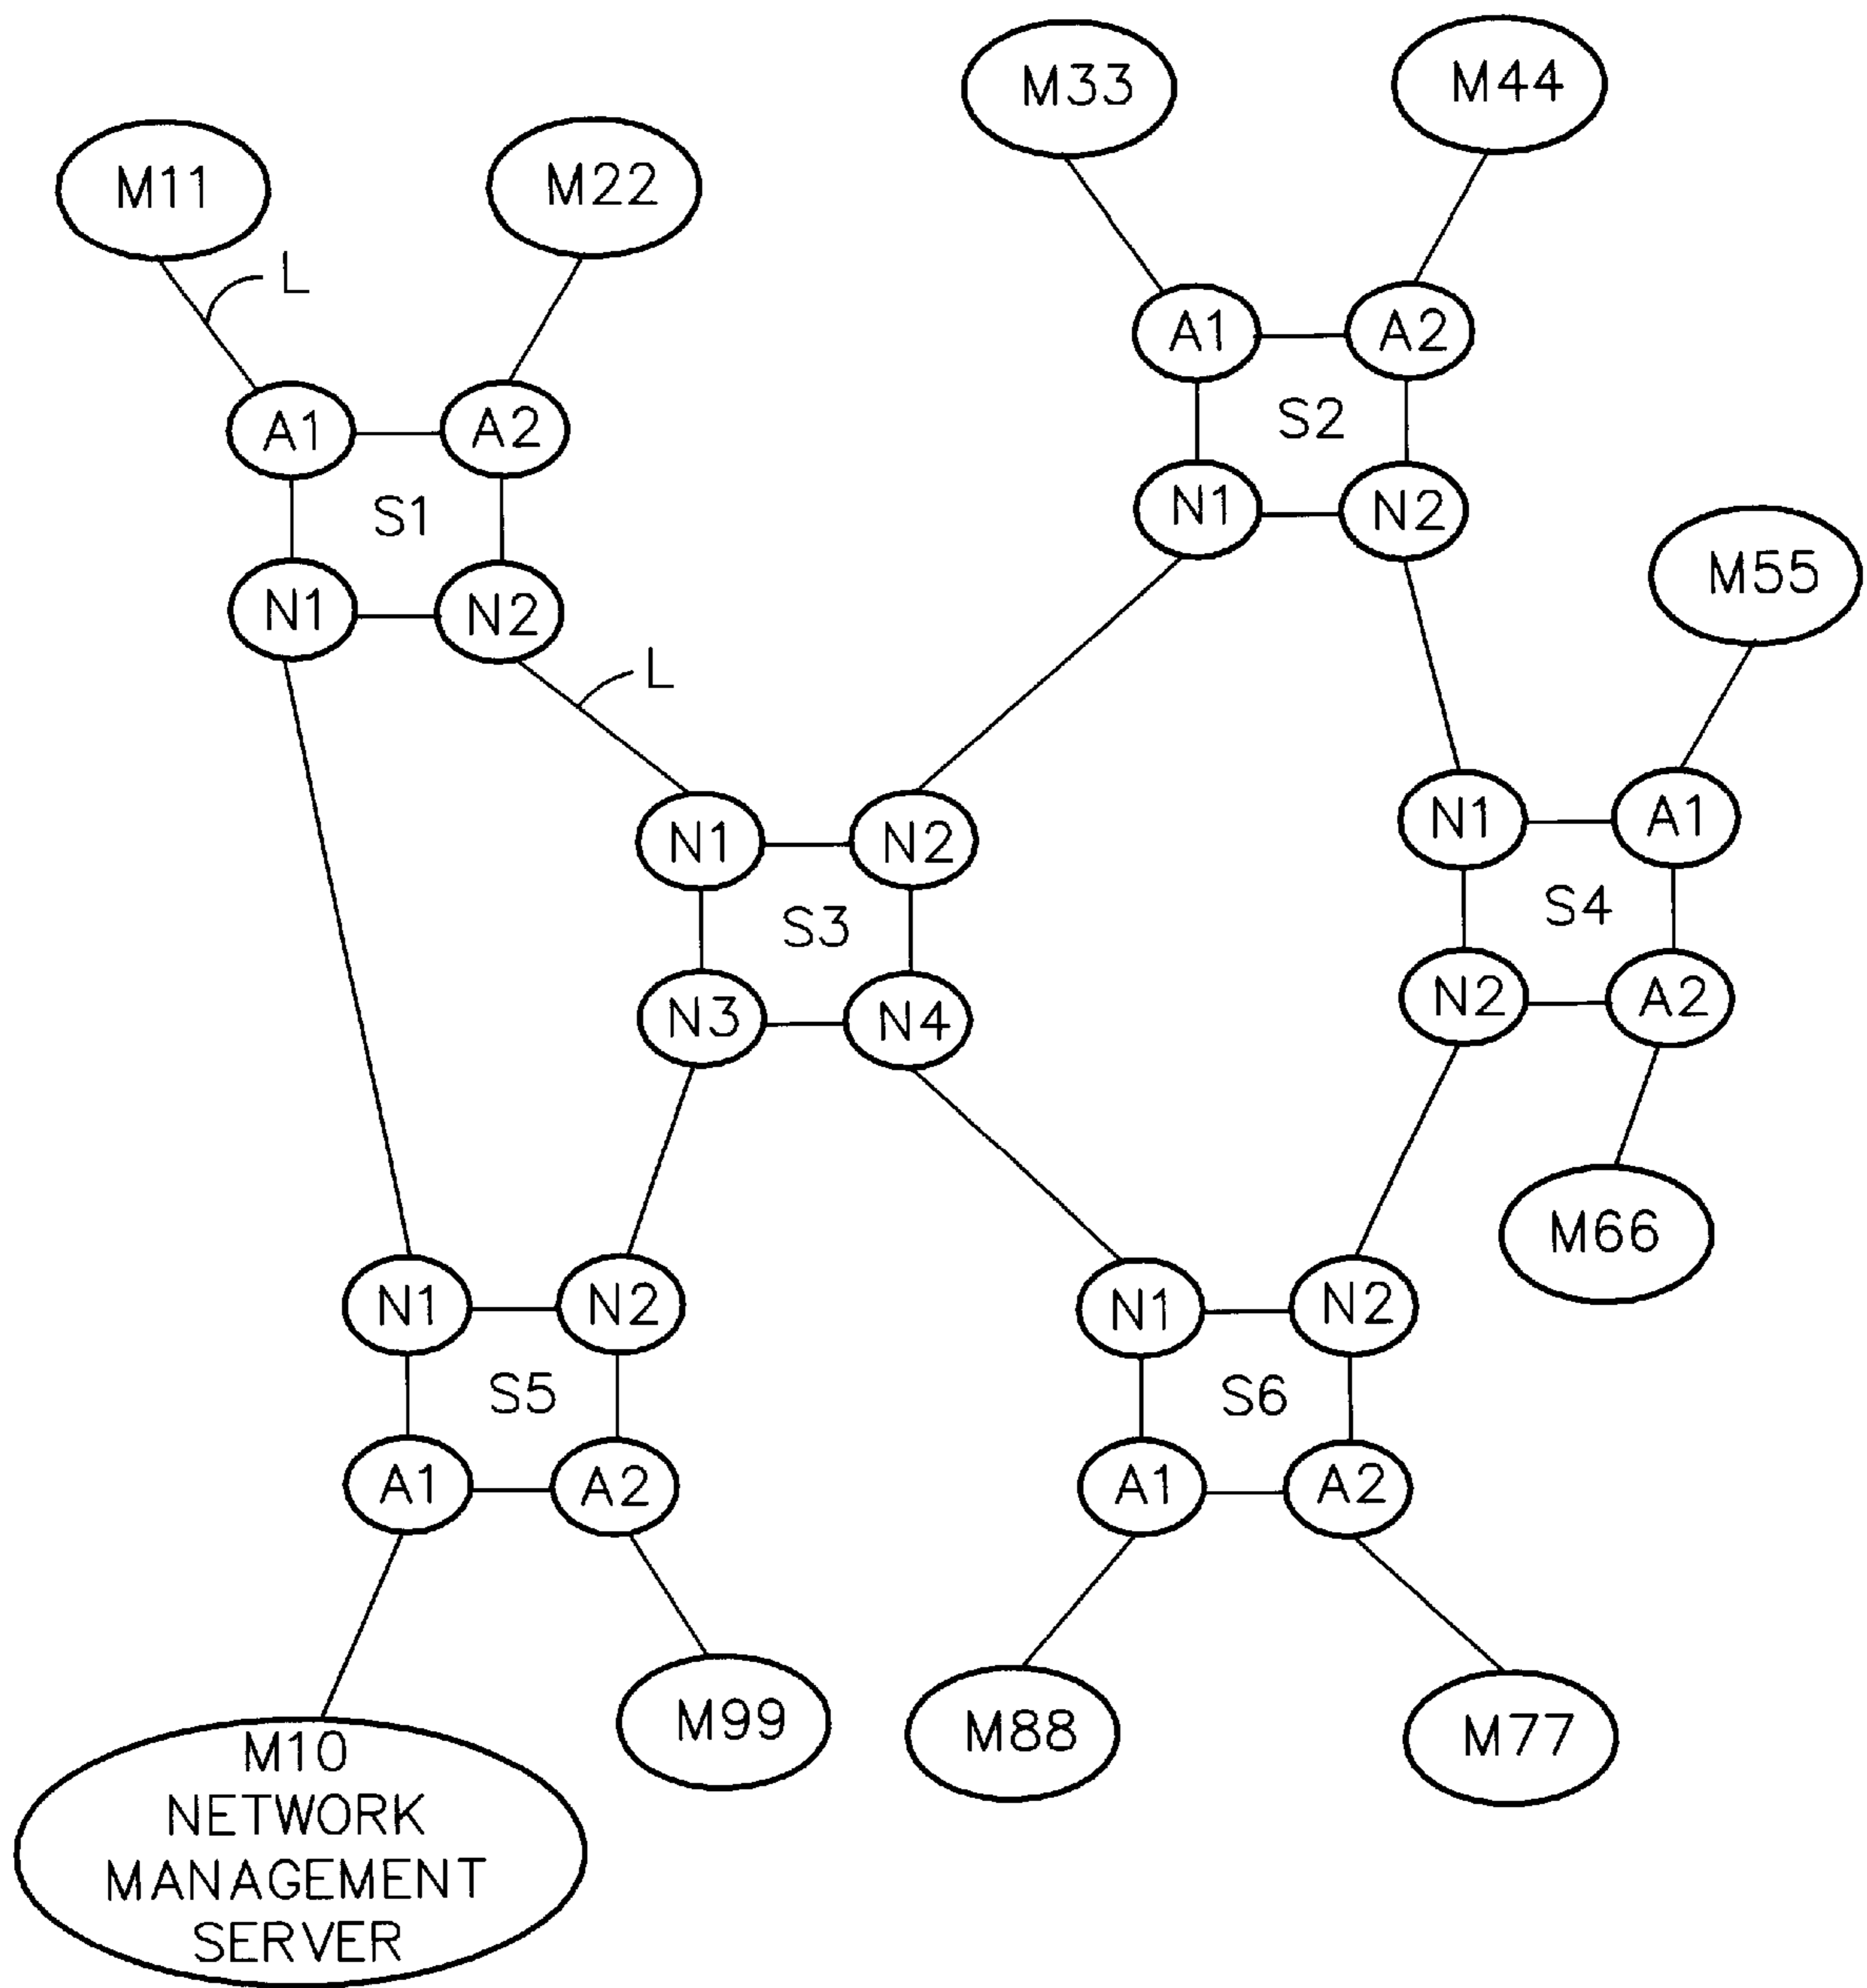 M33
M44
M11
M22
L
A1
A2
S2
N1
N2
A1
A2
S1
N1
N2
L
M55
N1
N2
S3
N3
N4
N1
A1
S4
N2
A2
M66
N1
N2
S5
A1
A2
N1
N2
S6
A1
A2
M99
M88
M77
M10
NETWORK
MANAGEMENT
SERVER